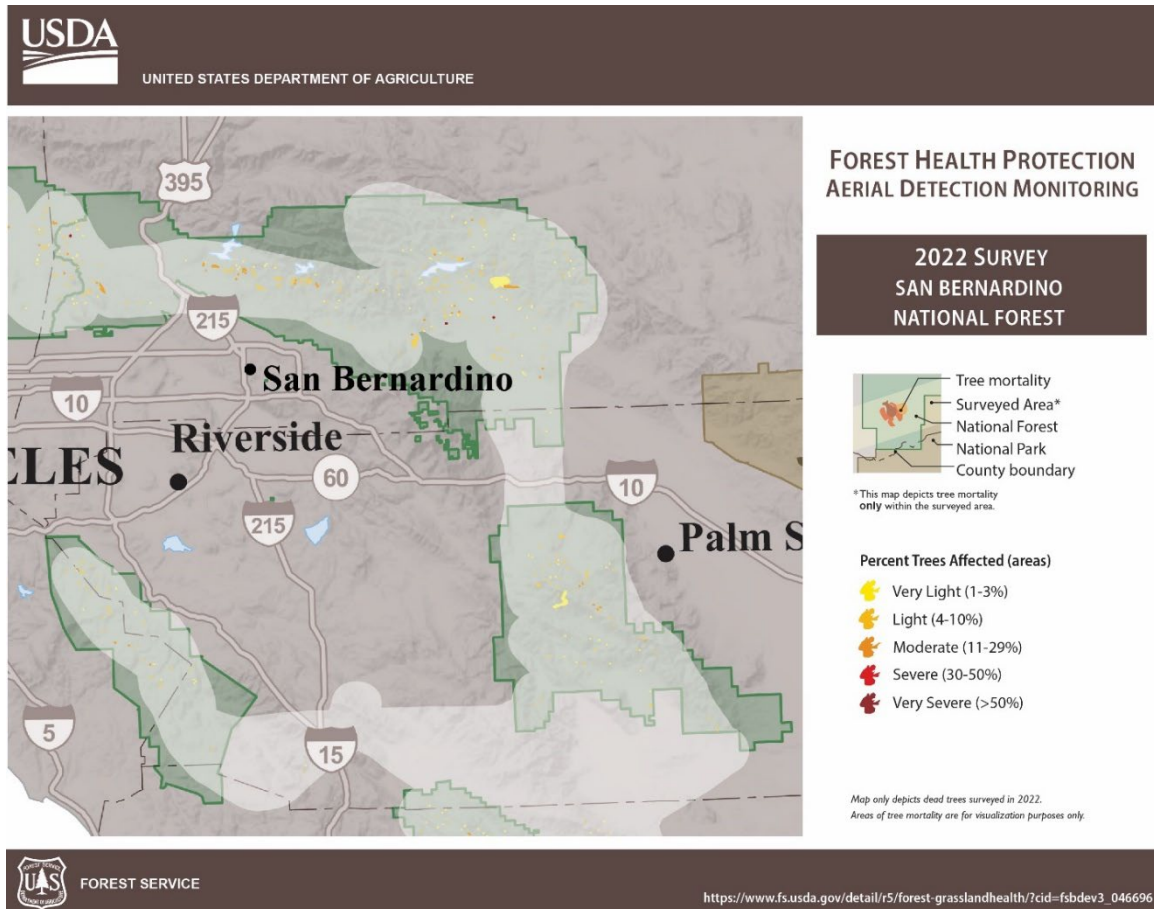 USDA
UNITED STATES DEPARTMENT OF AGRICULTURE
FOREST HEALTH PROTECTION
AERIAL DETECTION MONITORING
2022 SURVEY
SAN BERNARDINO
NATIONAL FOREST
Tree mortality
Surveyed Area*
National Forest
National Park
County boundary
*This map depicts tree mortality
only within the surveyed area.
Percent Trees Affected (areas)
Very Light (1-3%)
Light (4-10%)
Moderate (11-29%)
Severe (30-50%)
Very Severe (>50%)
Map only depicts dead trees surveyed in 2022.
Areas of tree mortality are for visualization purposes only.
395
215
San Bernardino
10
Riverside
ELES
60
10
215
Palm S
5
15
FOREST SERVICE
U S
FOREST SERVICE
https://www.fs.usda.gov/detail/r5/forest-grasslandhealth/?cid=fsbdev3_046696